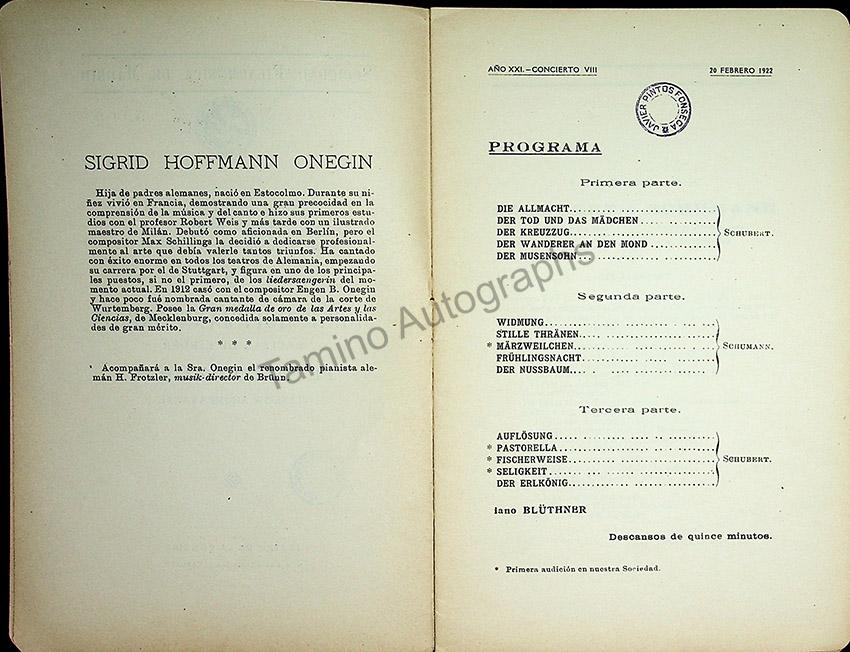 SIGRID HOFFMANN ONEGIN
Hija de padres alemanes, nació en Estocolmo. Durante su ni-
ñez vivió en Francia, demostrando una gran precocidad en la
comprensión de la música y del canto e hizo sus primeros estu-
dios con el profesor Robert Weis y más tarde con un ilustrado
maestro de Milán. Debutó como aficionada en Berlín, pero el
compositor Max Schillings la decidió a dedicarse profesional-
mente al arte que debía valerle tantos triunfos. Ha cantado
con éxito enorme en todos los teatros de Alemania, empezando
su carrera por el de Stuttgart, y figura en uno de los principa-
les puestos, si no el primero, de los liedersaengerin del mo-
mento actual. En 1912 casó con el compositor Engen B. Onegin
y hace poco fué nombrada cantante de cámara de la corte de
Wurtemberg. Posee la Gran medalla de oro de las Artes y las
Ciencias, de Mecklenburg, concedida solamente a personalida-
des de gran mérito.
* * *
Acompañará a la Sra. Onegin el renombrado pianista ale-
mán H. Frotzler, musik-director de Brünn.
AÑO XXI.-CONCIERTO VIII
20 FEBRERO 1922
JAVIER PINTOS FONSECA
PROGRAMA
Primera parte.
DIE ALLMACHT
DER TOD UND DAS MÄDCHEN
DER KREUZZUG
DER WANDERER AN DEN MOND
DER MUSENSOHN
SCHUBERT.
Segunda parte.
WIDMUNG
STILLE THRÄNEN
* MÄRZWEILCHEN
FRÜHLINGSNACHT
DER NUSSBAUM
SCHUMANN.
Tercera parte.
AUFLÖSUNG
* PASTORELLA
* FISCHERWEISE
* SELIGKEIT
DER ERLKÖNIG
SCHUBERT.
iano BLÜTHNER
Descansos de quince minutos.
* Primera audición en nuestra Sociedad.
Tamino Autographs